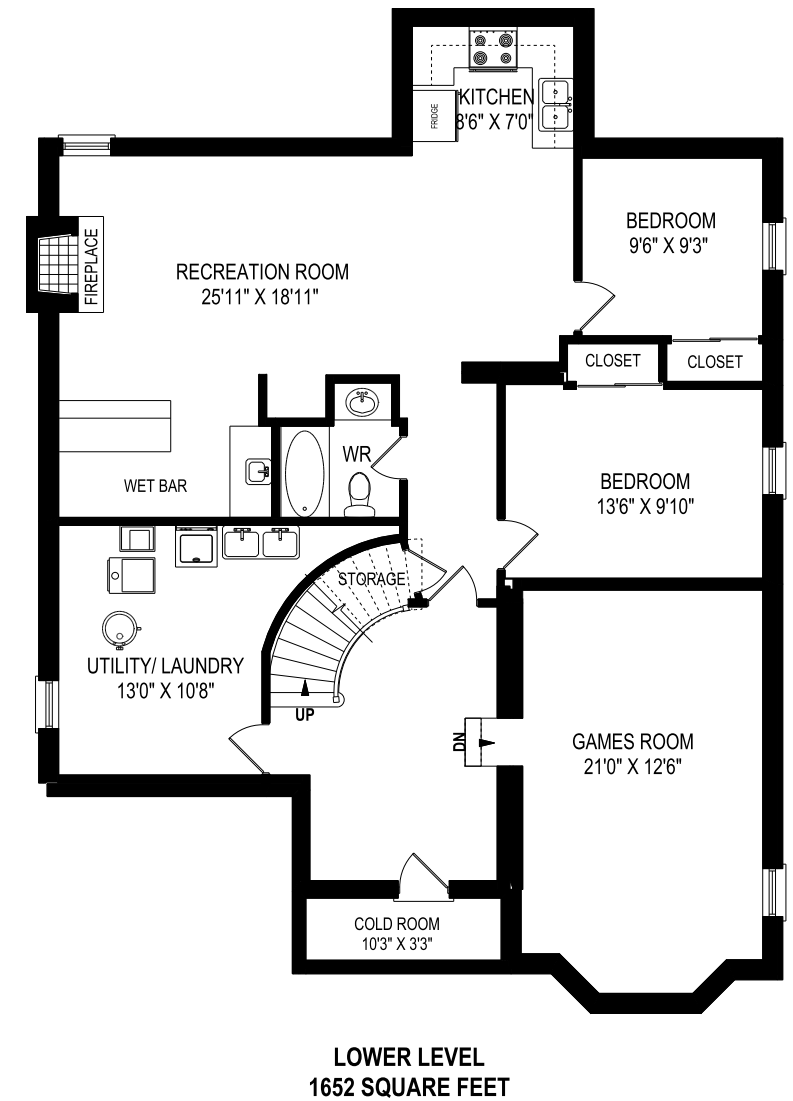 KITCHEN
8'6" X 7'0"
FRIDGE
BEDROOM
9'6" X 9'3"
FIREPLACE
RECREATION ROOM
25'11" X 18'11"
CLOSET
CLOSET
WR
WET BAR
BEDROOM
13'6" X 9'10"
STORAGE
UTILITY/ LAUNDRY
13'0" X 10'8"
UP
DN
GAMES ROOM
21'0" X 12'6"
COLD ROOM
10'3" X 3'3"
LOWER LEVEL
1652 SQUARE FEET